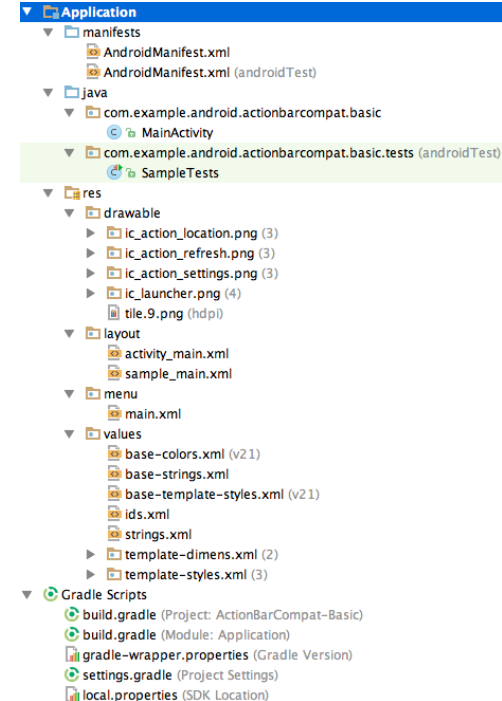 Application
manifests
AndroidManifest.xml
AndroidManifest.xml (androidTest)
java
com.example.android.actionbarcompat.basic
MainActivity
com.example.android.actionbarcompat.basic.tests (androidTest)
SampleTests
res
drawable
ic_action_location.png (3)
ic_action_refresh.png (3)
ic_action_settings.png (3)
ic_launcher.png (4)
tile.9.png (hdpi)
layout
activity_main.xml
sample_main.xml
menu
main.xml
values
base-colors.xml (v21)
base-strings.xml
base-template-styles.xml (v21)
ids.xml
strings.xml
template-dimens.xml (2)
template-styles.xml (3)
Gradle Scripts
build.gradle (Project: ActionBarCompat-Basic)
build.gradle (Module: Application)
gradle-wrapper.properties (Gradle Version)
settings.gradle (Project Settings)
local.properties (SDK Location)